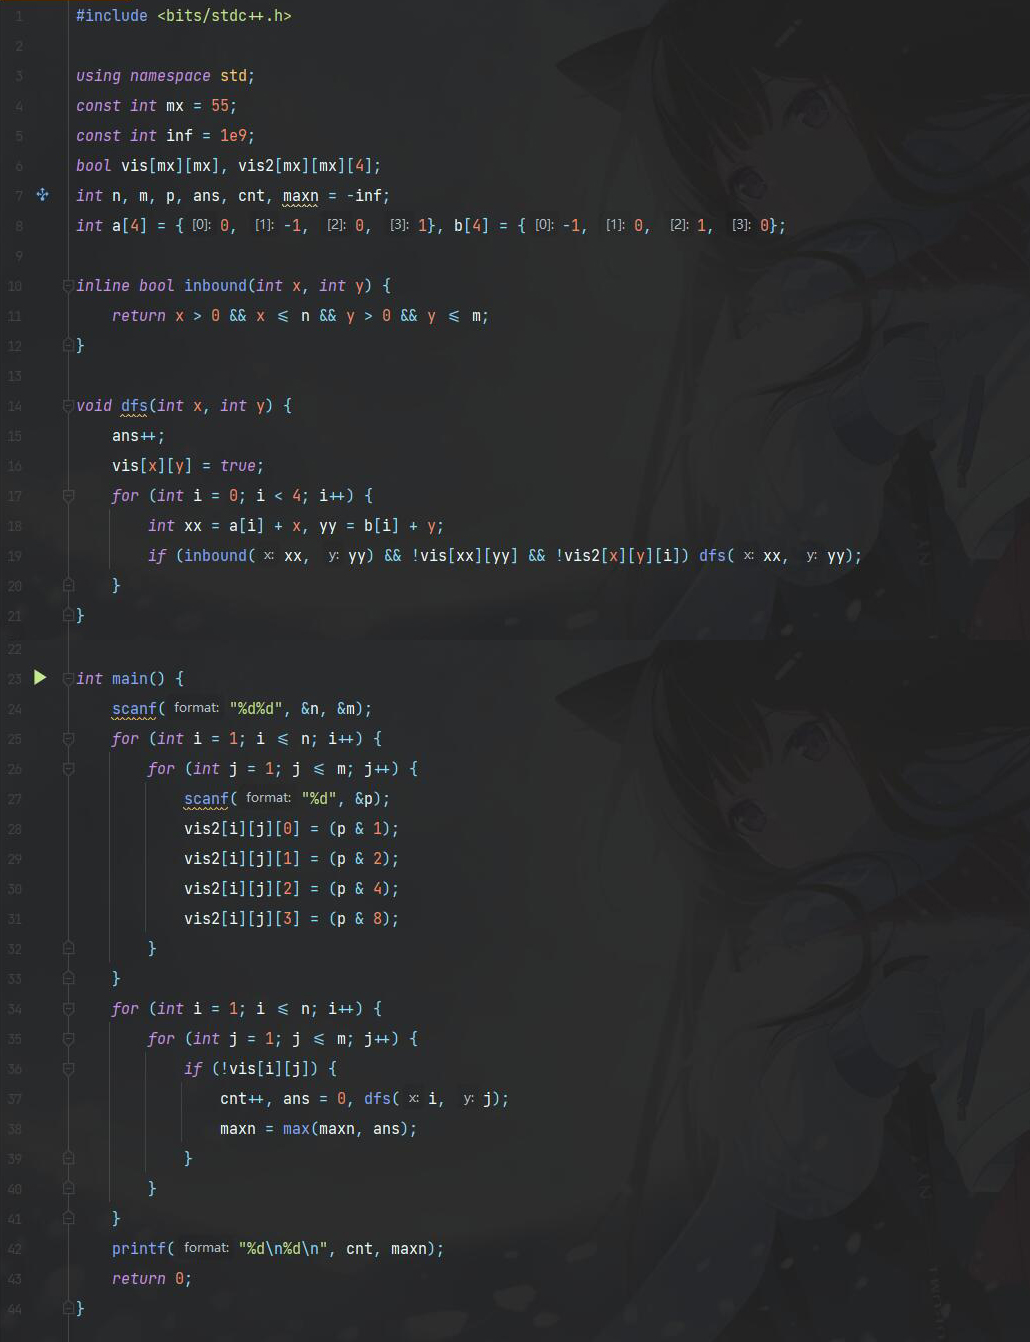 1 #include <bits/stdc++.h>
2
3 using namespace std;
4 const int mx = 55;
5 const int inf = 1e9;
6 bool vis[mx][mx], vis2[mx][mx][4];
7 int n, m, p, ans, cnt, maxn = -inf;
8 int a[4] = { [0]: 0, [1]: -1, [2]: 0, [3]: 1}, b[4] = { [0]: -1, [1]: 0, [2]: 1, [3]: 0};
9
10 inline bool inbound(int x, int y) {
11 return x > 0 && x <= n && y > 0 && y <= m;
12 }
13
14 void dfs(int x, int y) {
15 ans++;
16 vis[x][y] = true;
17 for (int i = 0; i < 4; i++) {
18 int xx = a[i] + x, yy = b[i] + y;
19 if (inbound( x: xx, y: yy) && !vis[xx][yy] && !vis2[x][y][i]) dfs( x: xx, y: yy);
20 }
21 }
22
23 int main() {
24 scanf( format: "%d%d", &n, &m);
25 for (int i = 1; i <= n; i++) {
26 for (int j = 1; j <= m; j++) {
27 scanf( format: "%d", &p);
28 vis2[i][j][0] = (p & 1);
29 vis2[i][j][1] = (p & 2);
30 vis2[i][j][2] = (p & 4);
31 vis2[i][j][3] = (p & 8);
32 }
33 }
34 for (int i = 1; i <= n; i++) {
35 for (int j = 1; j <= m; j++) {
36 if (!vis[i][j]) {
37 cnt++, ans = 0, dfs( x: i, y: j);
38 maxn = max(maxn, ans);
39 }
40 }
41 }
42 printf( format: "%d\n%d\n", cnt, maxn);
43 return 0;
44 }